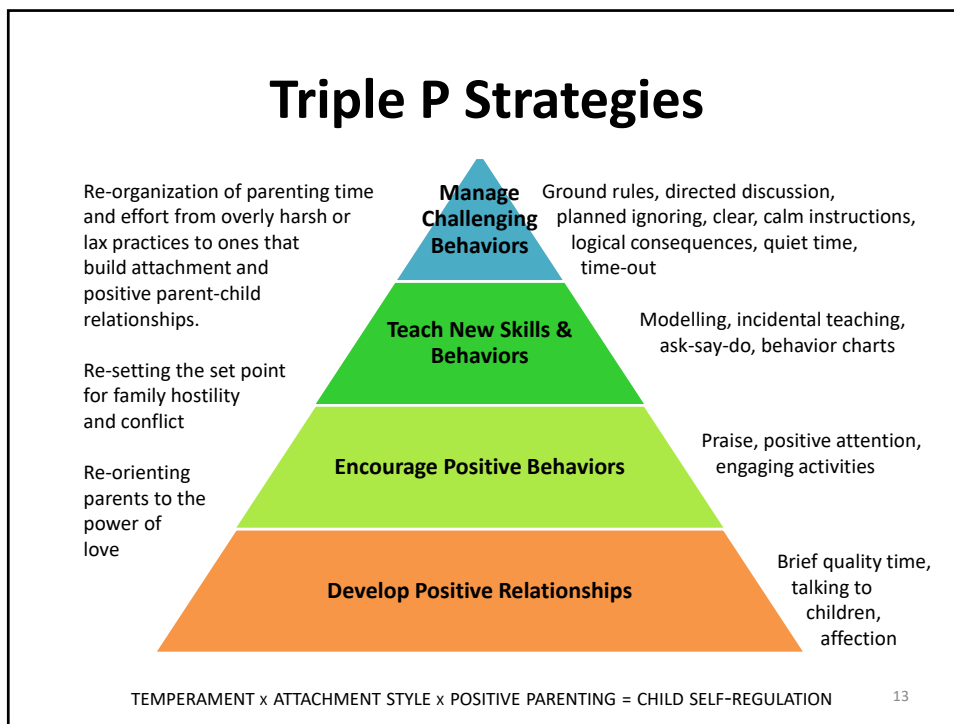 Triple P Strategies
Re-organization of parenting time
and effort from overly harsh or
lax practices to ones that
build attachment and
positive parent-child
relationships.
Re-setting the set point
for family hostility
and conflict
Re-orienting
parents to the
power of
love
Manage
Challenging
Behaviors
Ground rules, directed discussion,
planned ignoring, clear, calm instructions,
logical consequences, quiet time,
time-out
Teach New Skills &
Behaviors
Modelling, incidental teaching,
ask-say-do, behavior charts
Encourage Positive Behaviors
Praise, positive attention,
engaging activities
Develop Positive Relationships
Brief quality time,
talking to
children,
affection
TEMPERAMENT x ATTACHMENT STYLE x POSITIVE PARENTING = CHILD SELF-REGULATION
13